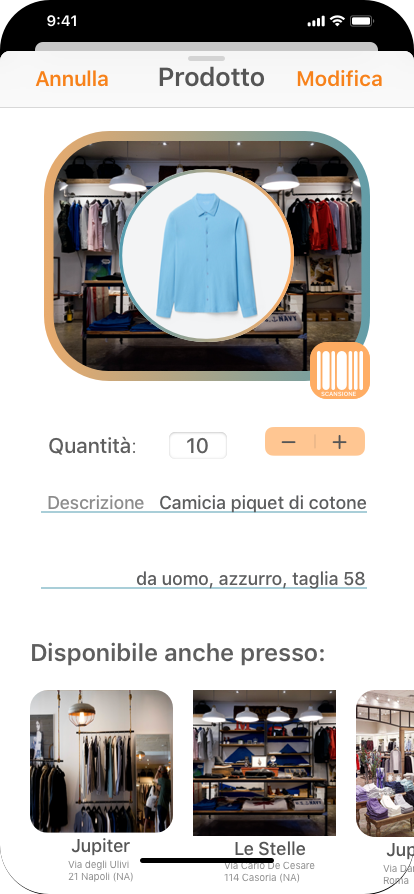 9:41
Annulla Prodotto Modifica
SCANSIONE
Quantità: 10 − +
Descrizione Camicia piquet di cotone
da uomo, azzurro, taglia 58
Disponibile anche presso:
Jupiter Le Stelle Jup
Via degli Ulivi Via Carlo De Cesare Via Da
21 Napoli (NA) 114 Casoria (NA) Roma